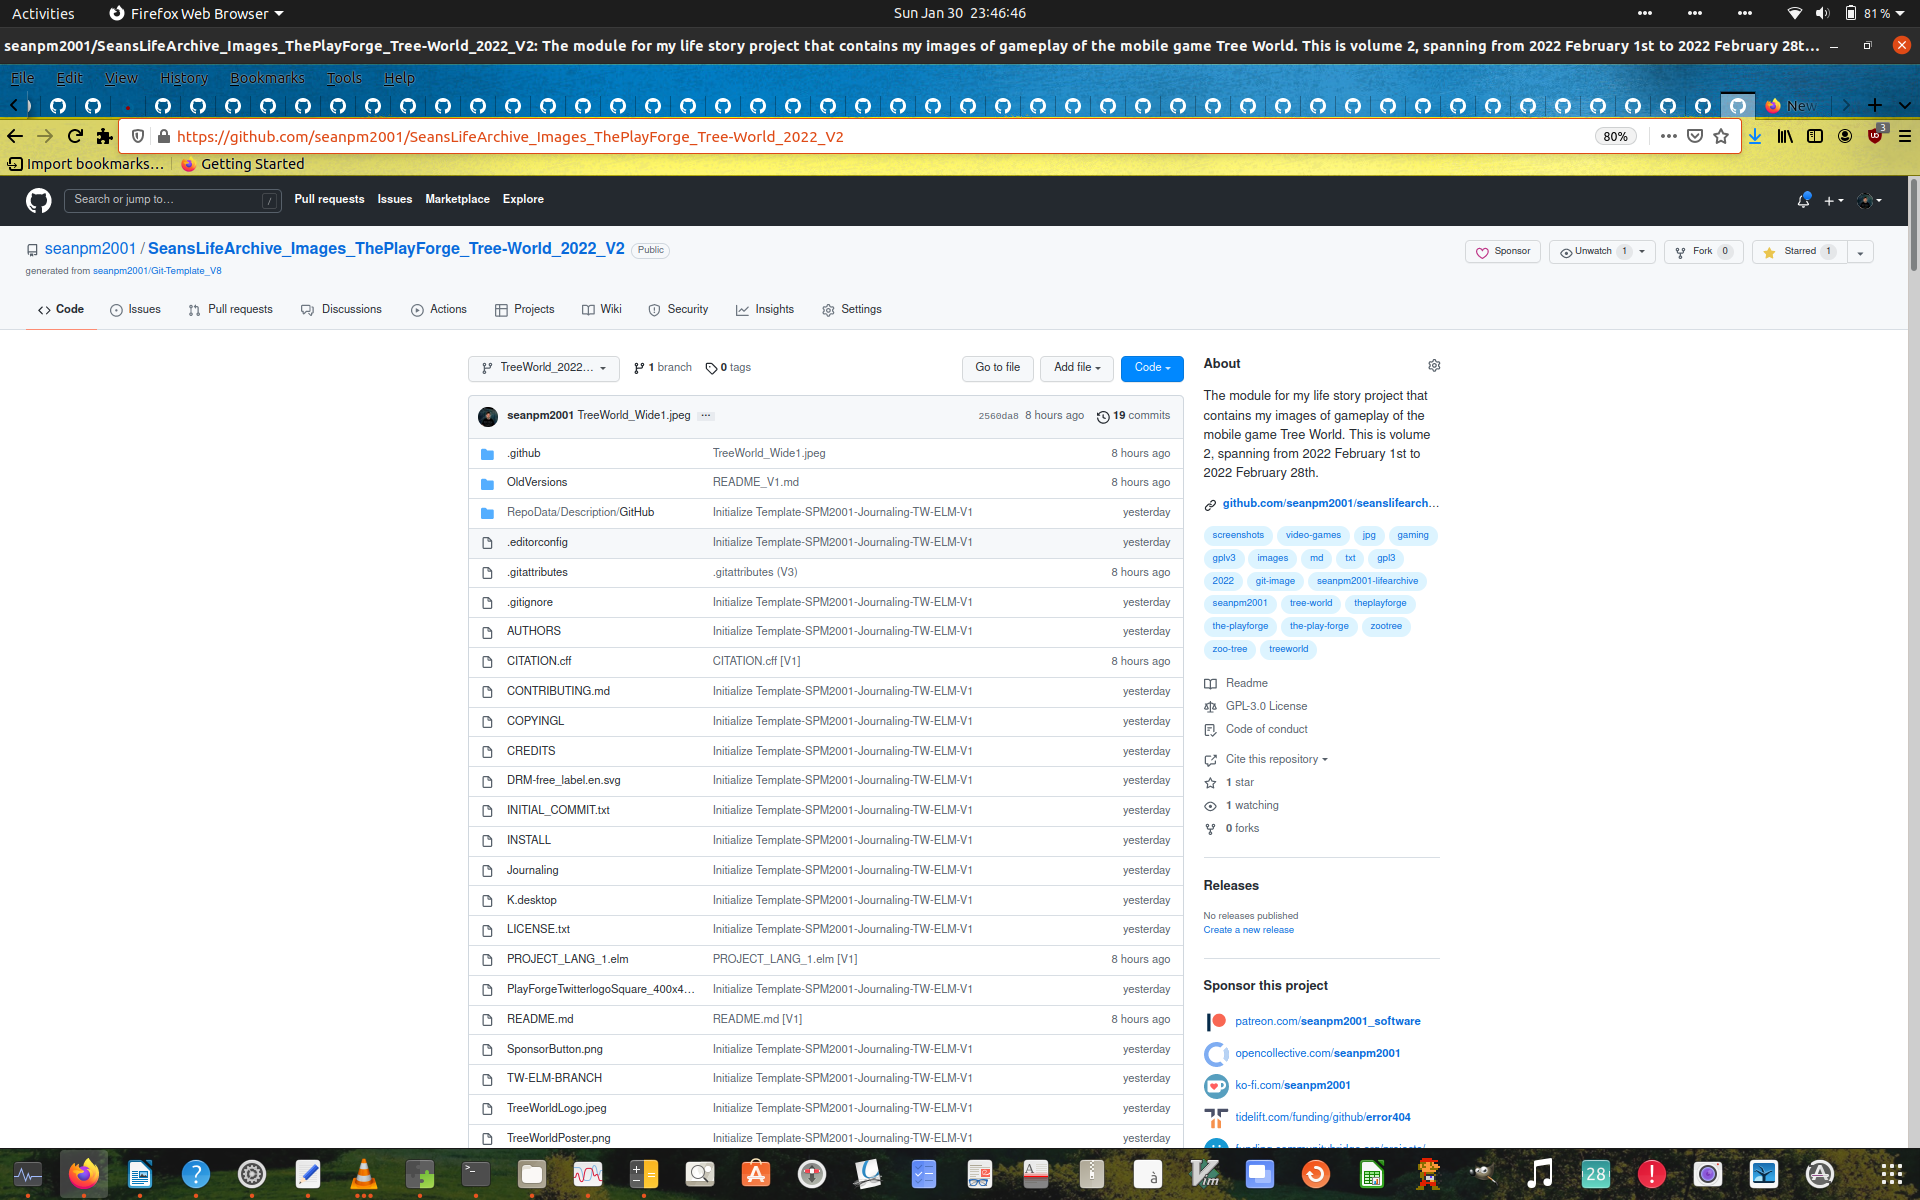 Activities
Firefox Web Browser
Sun Jan 30 23:46:46
81 %
seanpm2001/SeansLifeArchive_Images_ThePlayForge_Tree-World_2022_V2: The module for my life story project that contains my images of gameplay of the mobile game Tree World. This is volume 2, spanning from 2022 February 1st to 2022 February 28t…
File Edit View History Bookmarks Tools Help
New
https://github.com/seanpm2001/SeansLifeArchive_Images_ThePlayForge_Tree-World_2022_V2
80%
3
Import bookmarks…
Getting Started
Search or jump to…
/
Pull requests Issues Marketplace Explore
seanpm2001 / SeansLifeArchive_Images_ThePlayForge_Tree-World_2022_V2 Public
Sponsor
Unwatch 1
Fork 0
Starred 1
generated from seanpm2001/Git-Template_V8
Code Issues Pull requests Discussions Actions Projects Wiki Security Insights Settings
TreeWorld_2022...
1 branch
0 tags
Go to file
Add file
Code
seanpm2001 TreeWorld_Wide1.jpeg ...
2560da8 8 hours ago
19 commits
.github TreeWorld_Wide1.jpeg 8 hours ago
OldVersions README_V1.md 8 hours ago
RepoData/Description/GitHub Initialize Template-SPM2001-Journaling-TW-ELM-V1 yesterday
.editorconfig Initialize Template-SPM2001-Journaling-TW-ELM-V1 yesterday
.gitattributes .gitattributes (V3) 8 hours ago
.gitignore Initialize Template-SPM2001-Journaling-TW-ELM-V1 yesterday
AUTHORS Initialize Template-SPM2001-Journaling-TW-ELM-V1 yesterday
CITATION.cff CITATION.cff [V1] 8 hours ago
CONTRIBUTING.md Initialize Template-SPM2001-Journaling-TW-ELM-V1 yesterday
COPYINGL Initialize Template-SPM2001-Journaling-TW-ELM-V1 yesterday
CREDITS Initialize Template-SPM2001-Journaling-TW-ELM-V1 yesterday
DRM-free_label.en.svg Initialize Template-SPM2001-Journaling-TW-ELM-V1 yesterday
INITIAL_COMMIT.txt Initialize Template-SPM2001-Journaling-TW-ELM-V1 yesterday
INSTALL Initialize Template-SPM2001-Journaling-TW-ELM-V1 yesterday
Journaling Initialize Template-SPM2001-Journaling-TW-ELM-V1 yesterday
K.desktop Initialize Template-SPM2001-Journaling-TW-ELM-V1 yesterday
LICENSE.txt Initialize Template-SPM2001-Journaling-TW-ELM-V1 yesterday
PROJECT_LANG_1.elm PROJECT_LANG_1.elm [V1] 8 hours ago
PlayForgeTwitterlogoSquare_400x4... Initialize Template-SPM2001-Journaling-TW-ELM-V1 yesterday
README.md README.md [V1] 8 hours ago
SponsorButton.png Initialize Template-SPM2001-Journaling-TW-ELM-V1 yesterday
TW-ELM-BRANCH Initialize Template-SPM2001-Journaling-TW-ELM-V1 yesterday
TreeWorldLogo.jpeg Initialize Template-SPM2001-Journaling-TW-ELM-V1 yesterday
TreeWorldPoster.png Initialize Template-SPM2001-Journaling-TW-ELM-V1 yesterday
About
The module for my life story project that
contains my images of gameplay of the
mobile game Tree World. This is volume
2, spanning from 2022 February 1st to
2022 February 28th.
github.com/seanpm2001/seanslifearch...
screenshots video-games jpg gaming
gplv3 images md txt gpl3
2022 git-image seanpm2001-lifearchive
seanpm2001 tree-world theplayforge
the-playforge the-play-forge zootree
zoo-tree treeworld
Readme
GPL-3.0 License
Code of conduct
Cite this repository
1 star
1 watching
0 forks
Releases
No releases published
Create a new release
Sponsor this project
patreon.com/seanpm2001_software
opencollective.com/seanpm2001
ko-fi.com/seanpm2001
tidelift.com/funding/github/error404
28